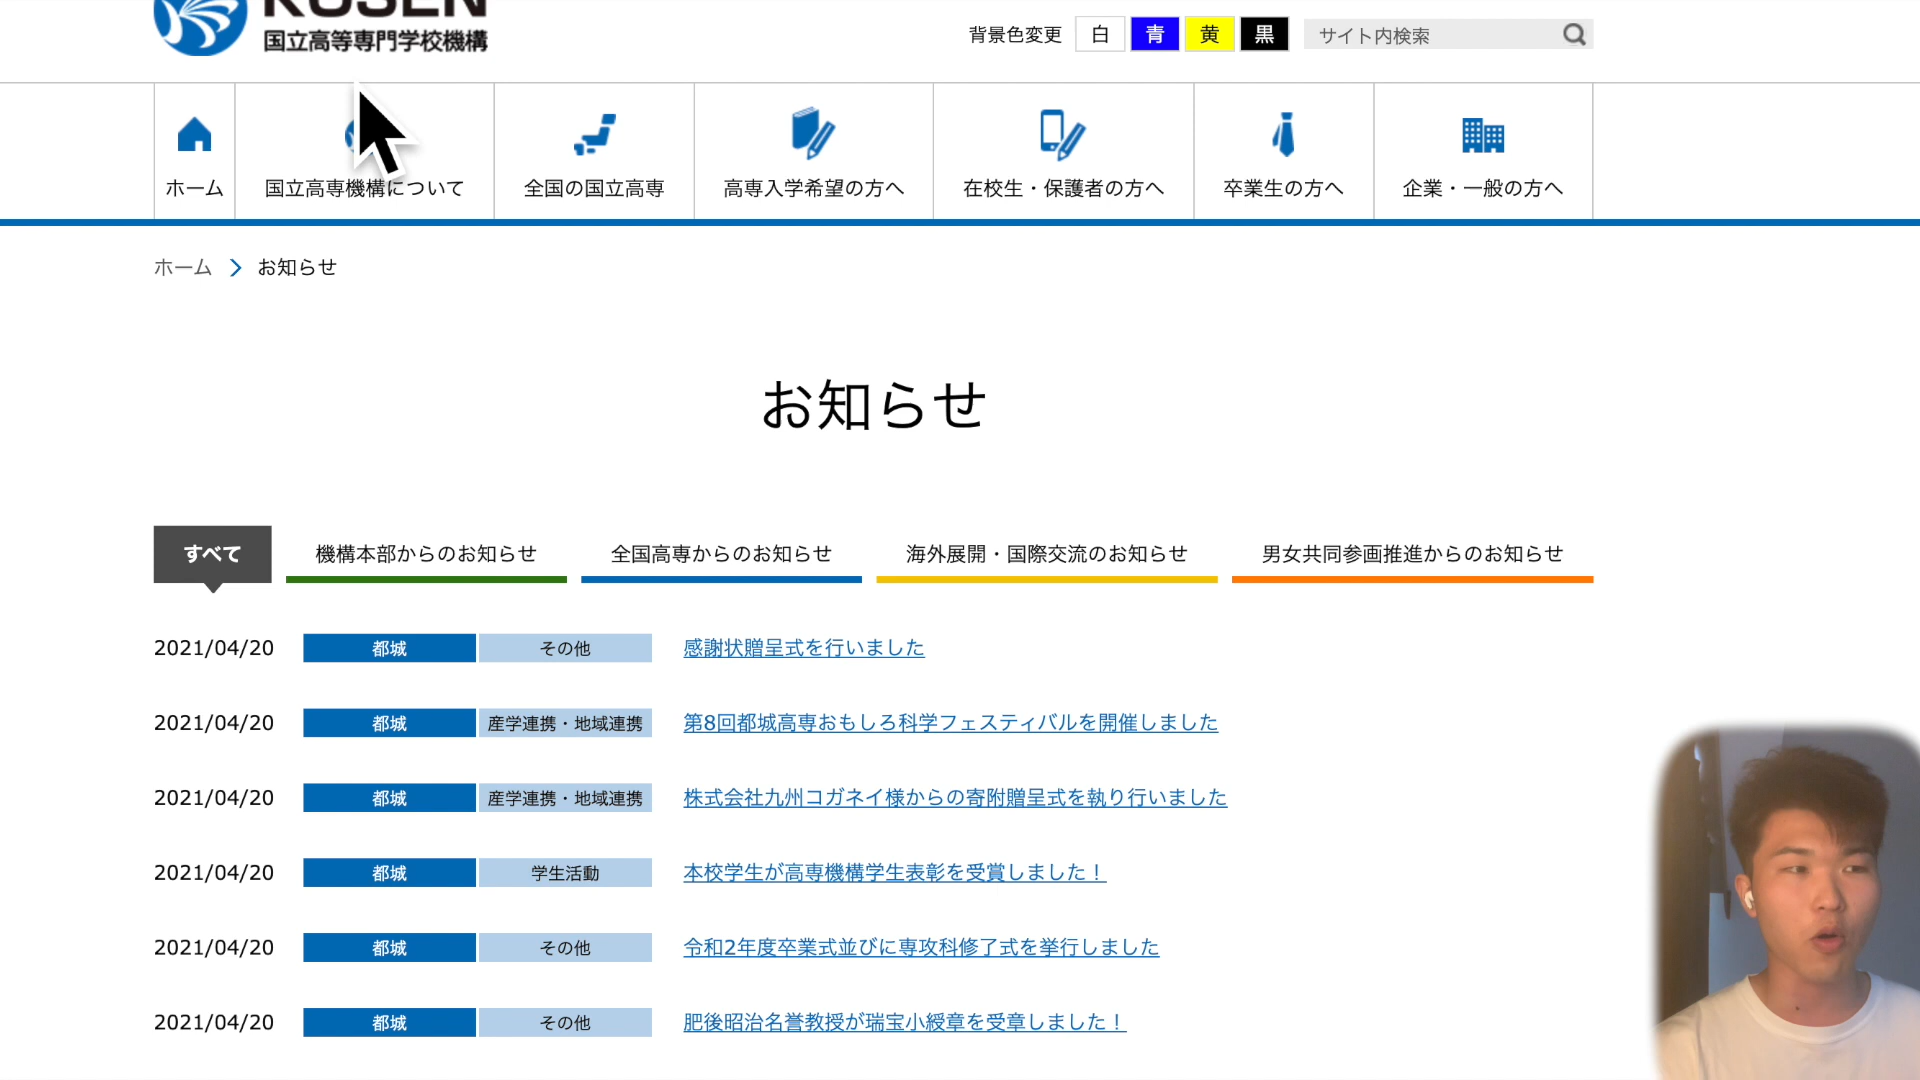 KOSEN
国立高等専門学校機構
背景色変更 白 青 黄 黒 サイト内検索
ホーム 国立高専機構について 全国の国立高専 高専入学希望の方へ 在校生・保護者の方へ 卒業生の方へ 企業・一般の方へ
ホーム お知らせ
お知らせ
すべて 機構本部からのお知らせ 全国高専からのお知らせ 海外展開・国際交流のお知らせ 男女共同参画推進からのお知らせ
2021/04/20 都城 その他 感謝状贈呈式を行いました
2021/04/20 都城 産学連携・地域連携 第8回都城高専おもしろ科学フェスティバルを開催しました
2021/04/20 都城 産学連携・地域連携 株式会社九州コガネイ様からの寄附贈呈式を執り行いました
2021/04/20 都城 学生活動 本校学生が高専機構学生表彰を受賞しました！
2021/04/20 都城 その他 令和2年度卒業式並びに専攻科修了式を挙行しました
2021/04/20 都城 その他 肥後昭治名誉教授が瑞宝小綬章を受章しました！